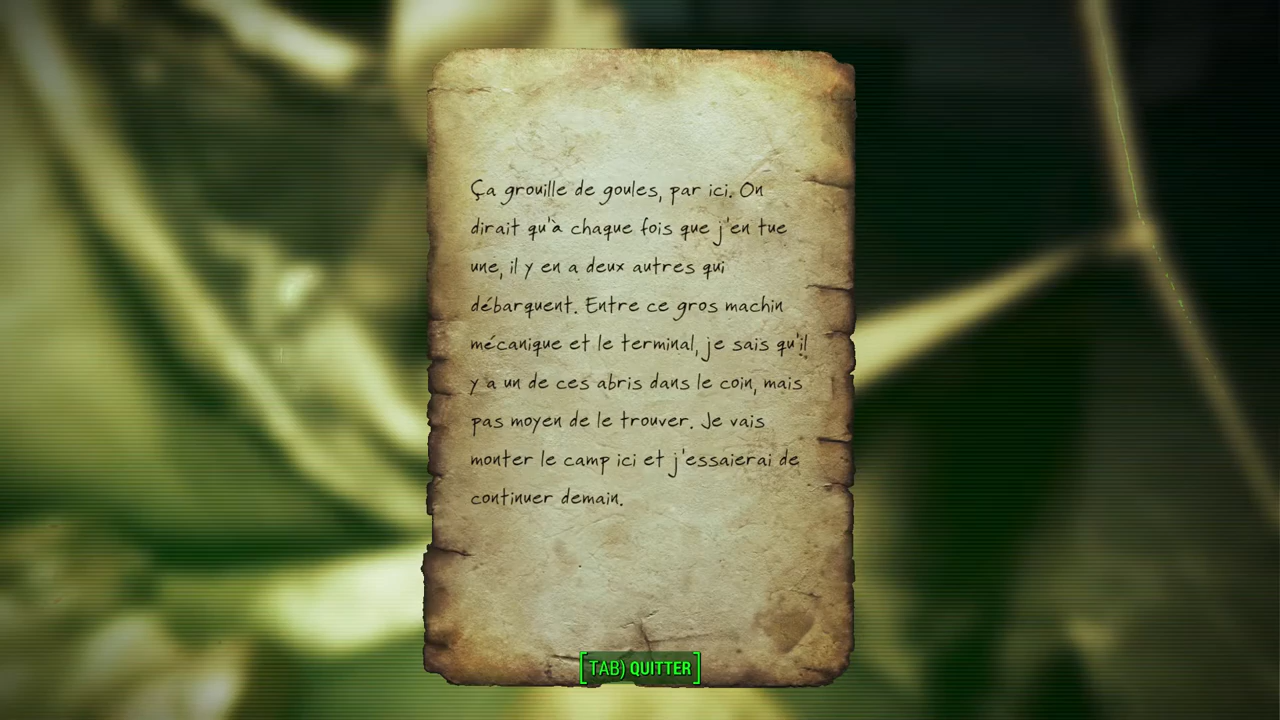 Ça grouille de goules, par ici. On
dirait qu'à chaque fois que j'en tue
une, il y en a deux autres qui
débarquent. Entre ce gros machin
mécanique et le terminal, je sais qu'il
y a un de ces abris dans le coin, mais
pas moyen de le trouver. Je vais
monter le camp ici et j'essaierai de
continuer demain.
[TAB) QUITTER]